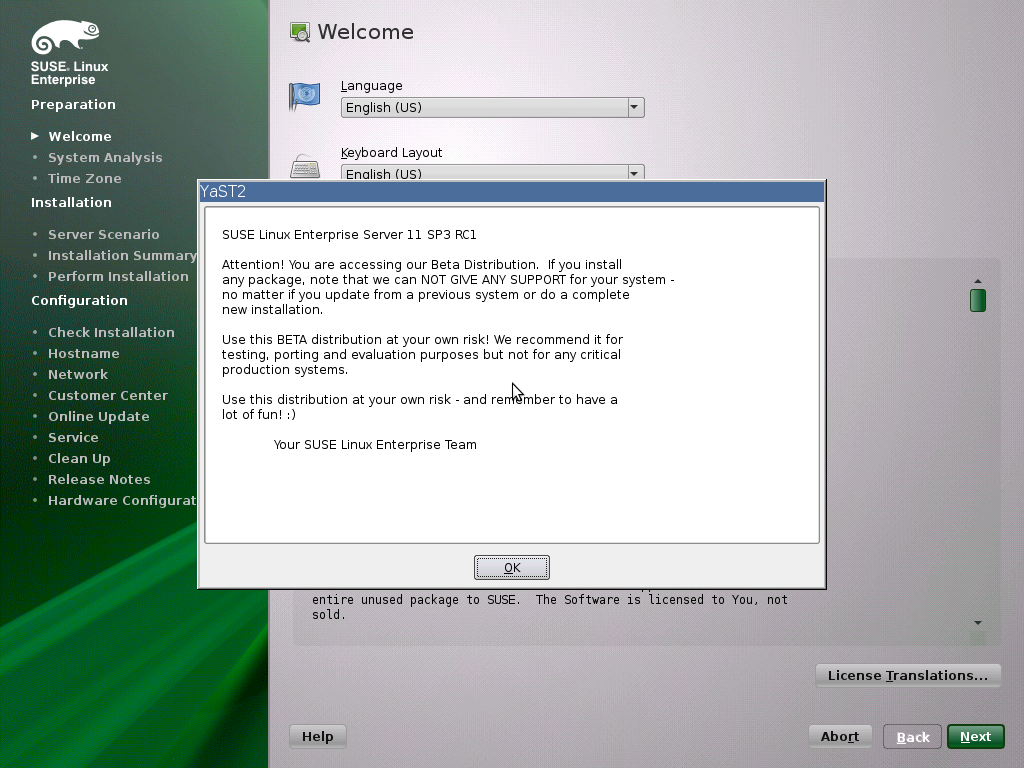 SUSE. Linux
Enterprise
Preparation
Welcome
System Analysis
Time Zone
Installation
Server Scenario
Installation Summary
Perform Installation
Configuration
Check Installation
Hostname
Network
Customer Center
Online Update
Service
Clean Up
Release Notes
Hardware Configurat
Welcome
Language
English (US)
Keyboard Layout
English (US)
YaST2
SUSE Linux Enterprise Server 11 SP3 RC1
Attention! You are accessing our Beta Distribution.  If you install
any package, note that we can NOT GIVE ANY SUPPORT for your system -
no matter if you update from a previous system or do a complete
new installation.
Use this BETA distribution at your own risk! We recommend it for
testing, porting and evaluation purposes but not for any critical
production systems.
Use this distribution at your own risk - and remember to have a
lot of fun! :)
Your SUSE Linux Enterprise Team
OK
entire unused package to SUSE.  The Software is licensed to You, not
sold.
License Translations...
Help
Abort
Back
Next